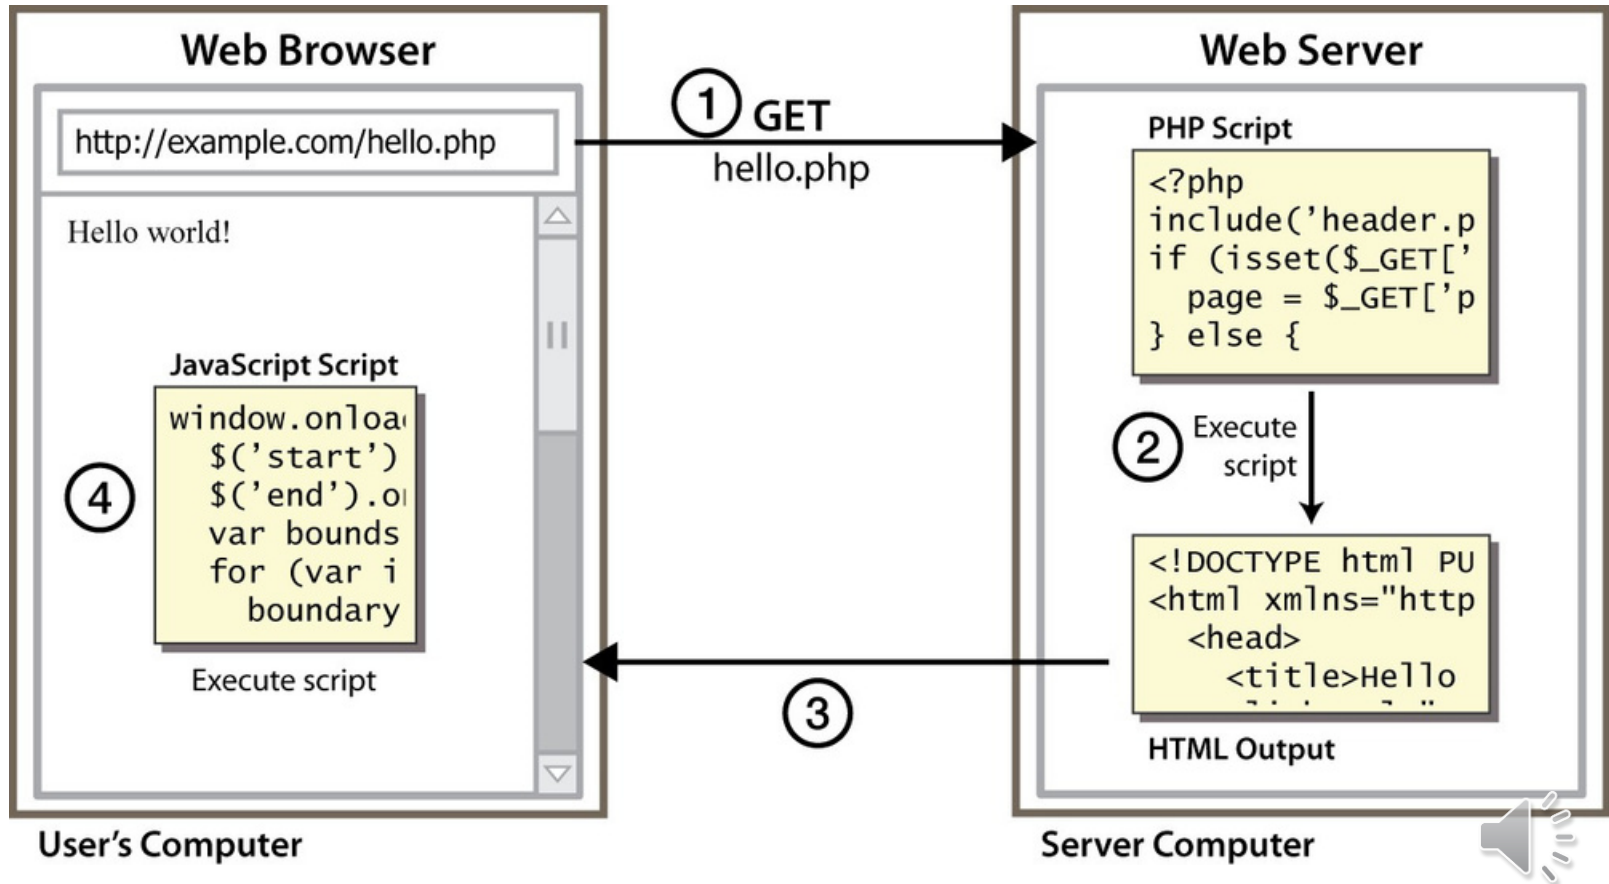 Web Browser
http://example.com/hello.php
Hello world!
JavaScript Script
window.onloa
$('start')
$('end').o
var bounds
for (var i
boundary
4
Execute script
User's Computer
1 GET
hello.php
3
Web Server
PHP Script
<?php
include('header.p
if (isset($_GET['
page = $_GET['p
} else {
2 Execute
script
<!DOCTYPE html PU
<html xmlns="http
<head>
<title>Hello
HTML Output
Server Computer